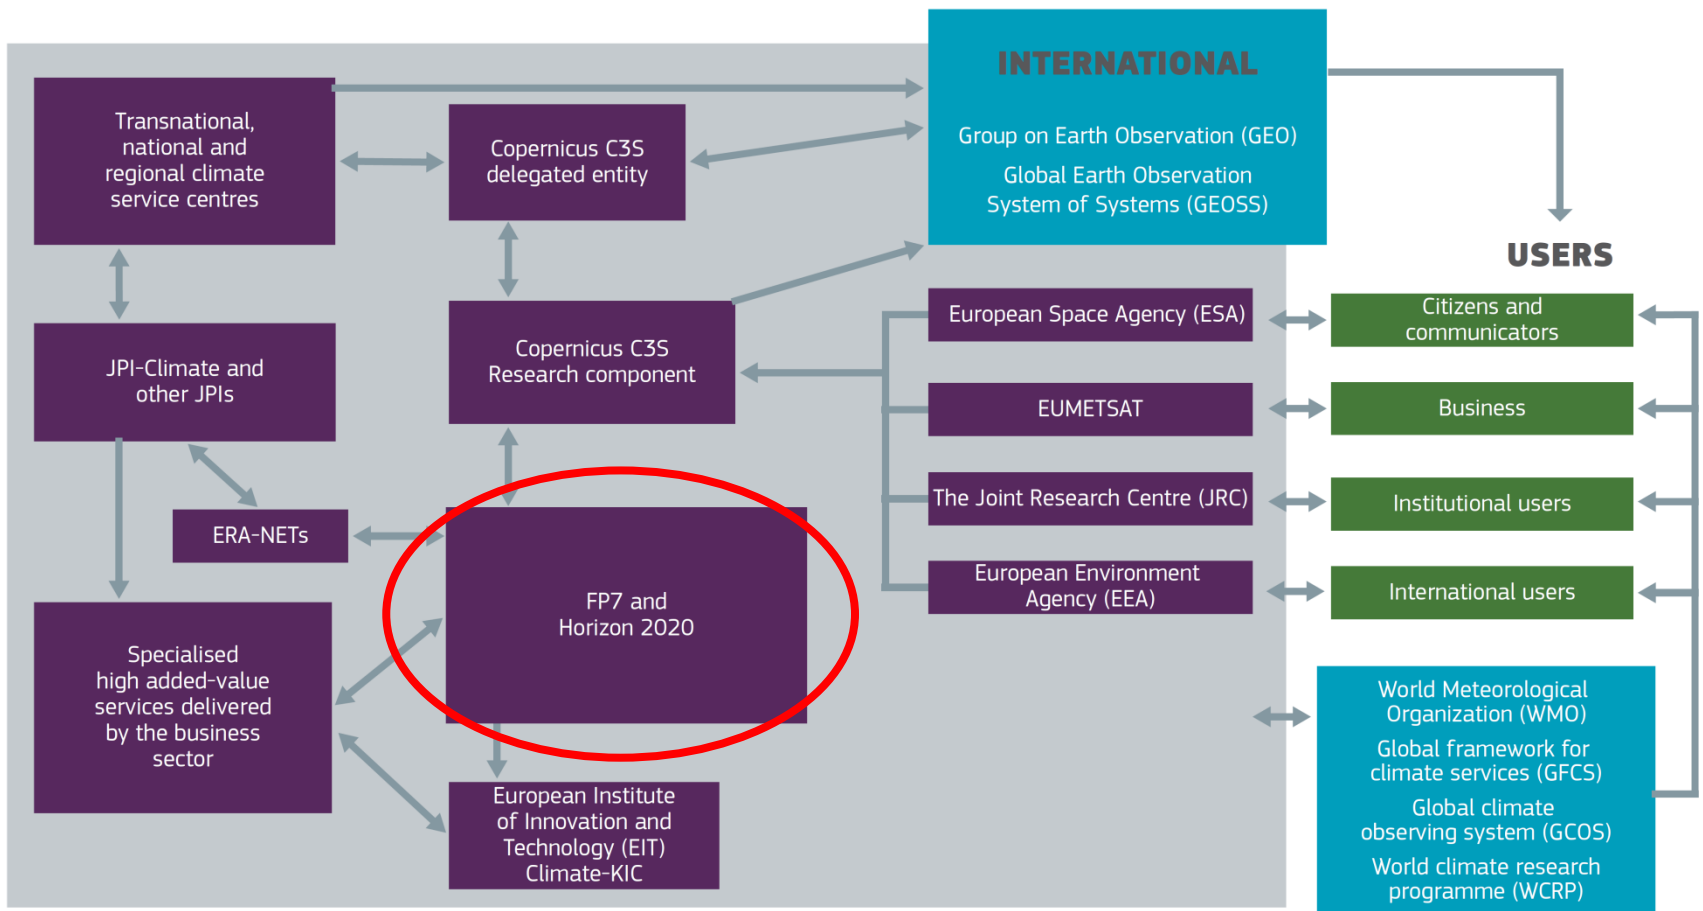 INTERNATIONAL
Group on Earth Observation (GEO)
Global Earth Observation
System of Systems (GEOSS)
Transnational,
national and
regional climate
service centres
Copernicus C3S
delegated entity
USERS
JPI-Climate and
other JPIs
Copernicus C3S
Research component
European Space Agency (ESA)
Citizens and
communicators
EUMETSAT
Business
The Joint Research Centre (JRC)
Institutional users
ERA-NETs
European Environment
Agency (EEA)
International users
FP7 and
Horizon 2020
Specialised
high added-value
services delivered
by the business
sector
European Institute
of Innovation and
Technology (EIT)
Climate-KIC
World Meteorological
Organization (WMO)
Global framework for
climate services (GFCS)
Global climate
observing system (GCOS)
World climate research
programme (WCRP)